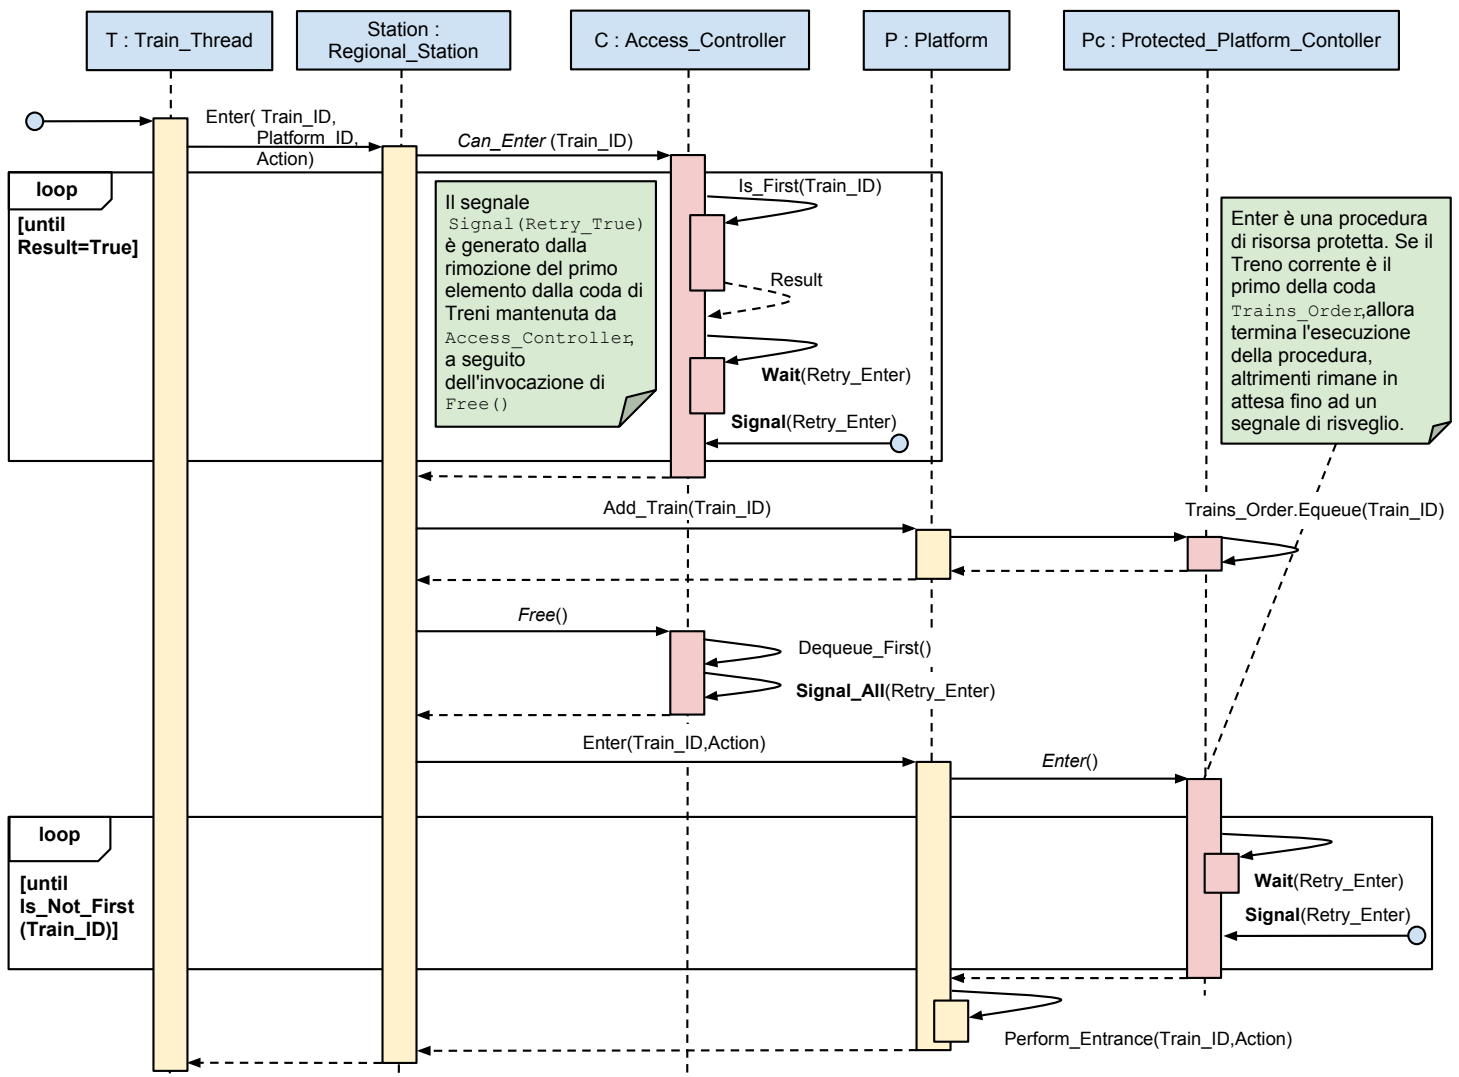 T : Train_Thread
Station :
Regional_Station
C : Access_Controller
P : Platform
Pc : Protected_Platform_Contoller
Enter( Train_ID,
Platform_ID,
Action)
Can_Enter (Train_ID)
loop
[until
Result=True]
Il segnale
Signal(Retry_True)
è generato dalla
rimozione del primo
elemento dalla coda di
Treni mantenuta da
Access_Controller,
a seguito
dell'invocazione di
Free()
Is_First(Train_ID)
Result
Wait(Retry_Enter)
Signal(Retry_Enter)
Enter è una procedura
di risorsa protetta. Se il
Treno corrente è il
primo della coda
Trains_Order,allora
termina l'esecuzione
della procedura,
altrimenti rimane in
attesa fino ad un
segnale di risveglio.
Add_Train(Train_ID)
Trains_Order.Equeue(Train_ID)
Free()
Dequeue_First()
Signal_All(Retry_Enter)
Enter(Train_ID,Action)
Enter()
loop
[until
Is_Not_First
(Train_ID)]
Wait(Retry_Enter)
Signal(Retry_Enter)
Perform_Entrance(Train_ID,Action)